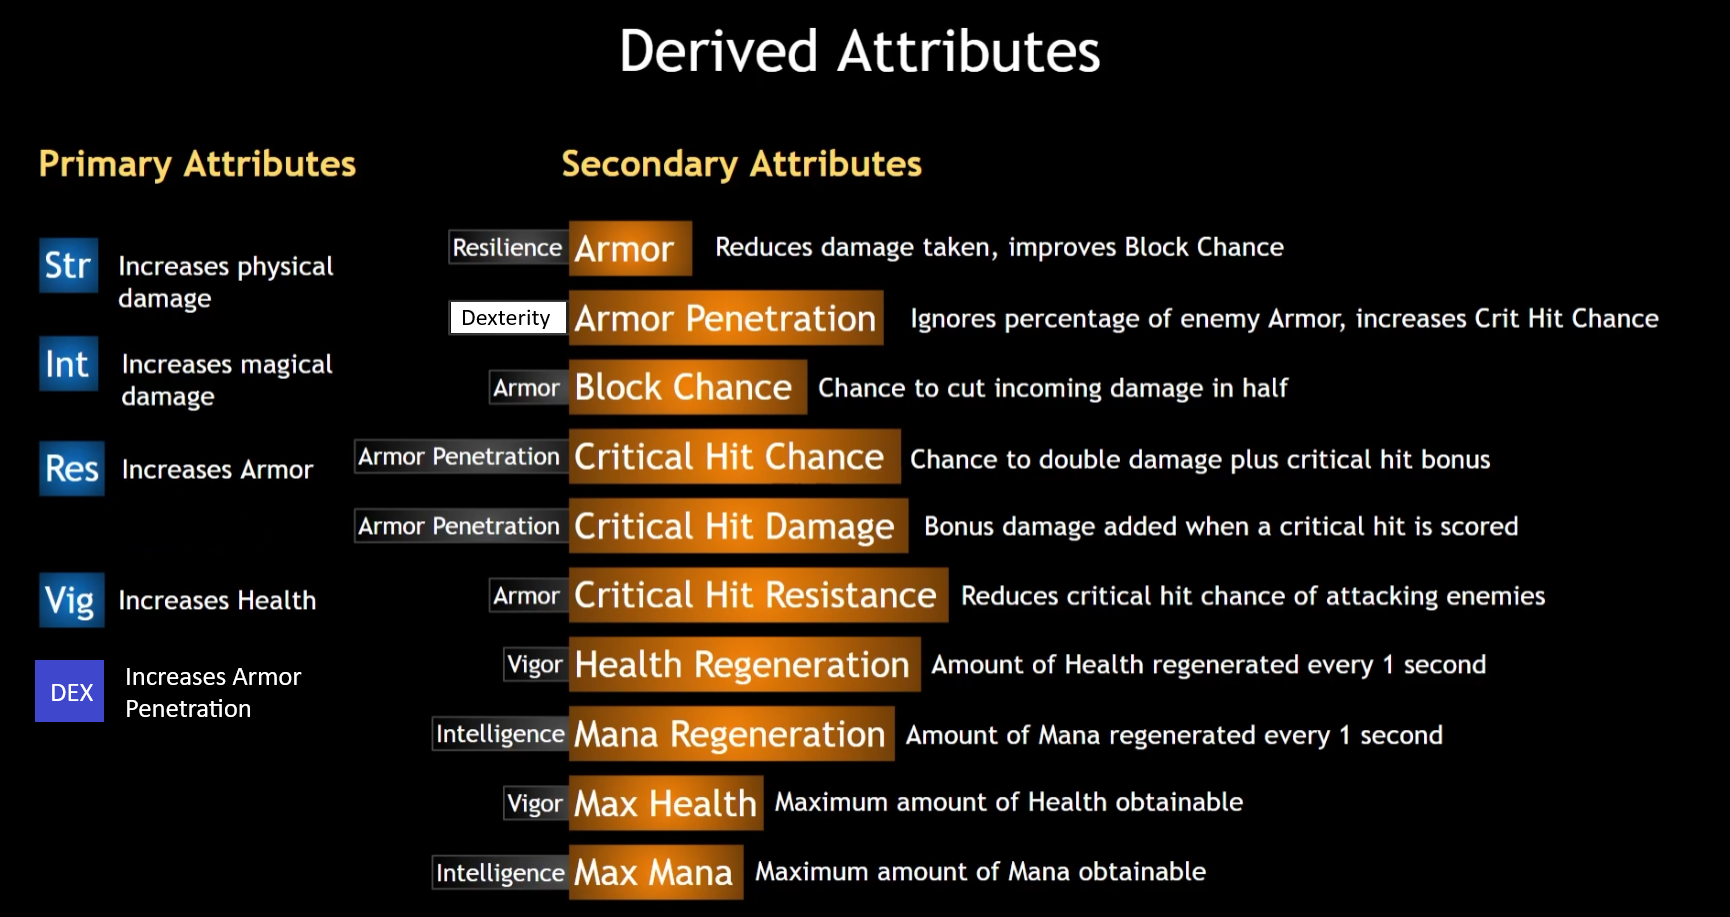 Derived Attributes
Primary Attributes
Str
Increases physical
damage
Int
Increases magical
damage
Res
Increases Armor
Vig
Increases Health
DEX
Increases Armor
Penetration
Secondary Attributes
Resilience Armor Reduces damage taken, improves Block Chance
Dexterity Armor Penetration Ignores percentage of enemy Armor, increases Crit Hit Chance
Armor Block Chance Chance to cut incoming damage in half
Armor Penetration Critical Hit Chance Chance to double damage plus critical hit bonus
Armor Penetration Critical Hit Damage Bonus damage added when a critical hit is scored
Armor Critical Hit Resistance Reduces critical hit chance of attacking enemies
Vigor Health Regeneration Amount of Health regenerated every 1 second
Intelligence Mana Regeneration Amount of Mana regenerated every 1 second
Vigor Max Health Maximum amount of Health obtainable
Intelligence Max Mana Maximum amount of Mana obtainable